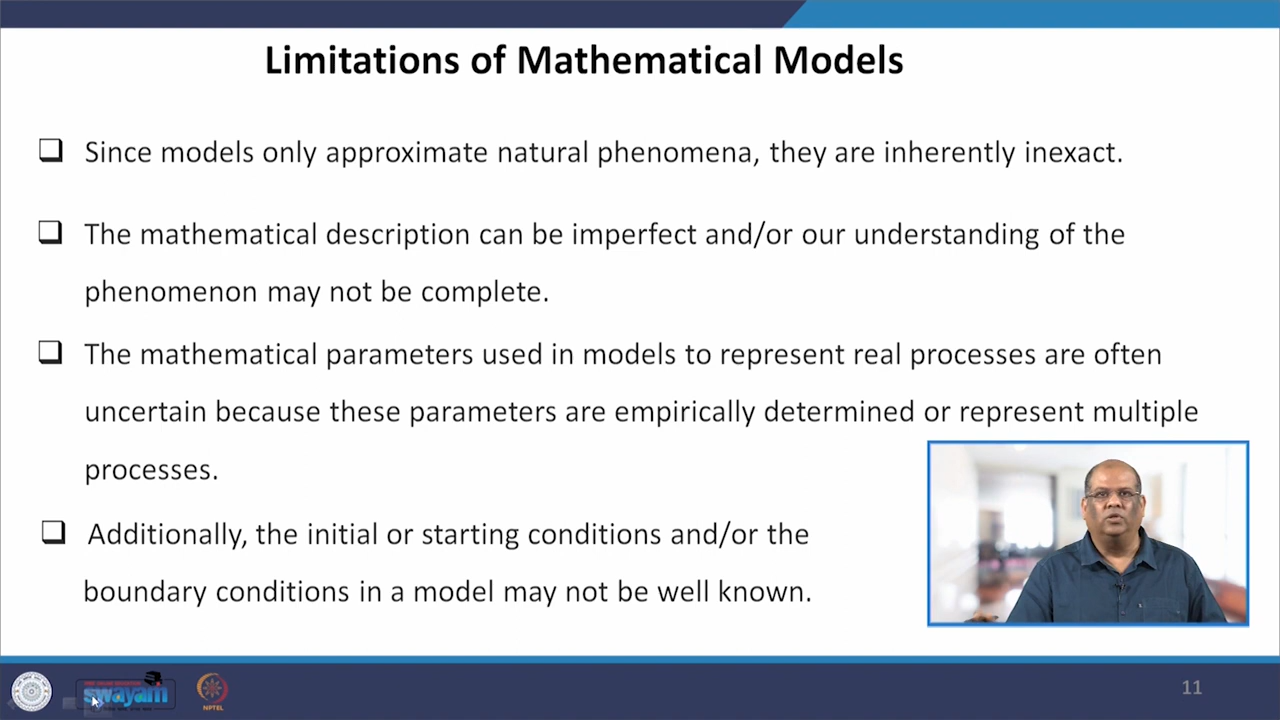 Limitations of Mathematical Models
Since models only approximate natural phenomena, they are inherently inexact.
The mathematical description can be imperfect and/or our understanding of the
phenomenon may not be complete.
The mathematical parameters used in models to represent real processes are often
uncertain because these parameters are empirically determined or represent multiple
processes.
Additionally, the initial or starting conditions and/or the
boundary conditions in a model may not be well known.
swayam
NPTEL
11